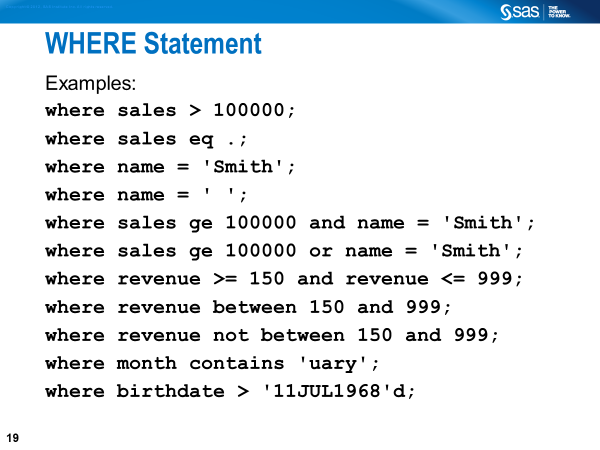 sas
THE
POWER
TO KNOW.
WHERE Statement
Examples:
where sales > 100000;
where sales eq .;
where name = 'Smith';
where name = ' ';
where sales ge 100000 and name = 'Smith';
where sales ge 100000 or name = 'Smith';
where revenue >= 150 and revenue <= 999;
where revenue between 150 and 999;
where revenue not between 150 and 999;
where month contains 'uary';
where birthdate > '11JUL1968'd;
19